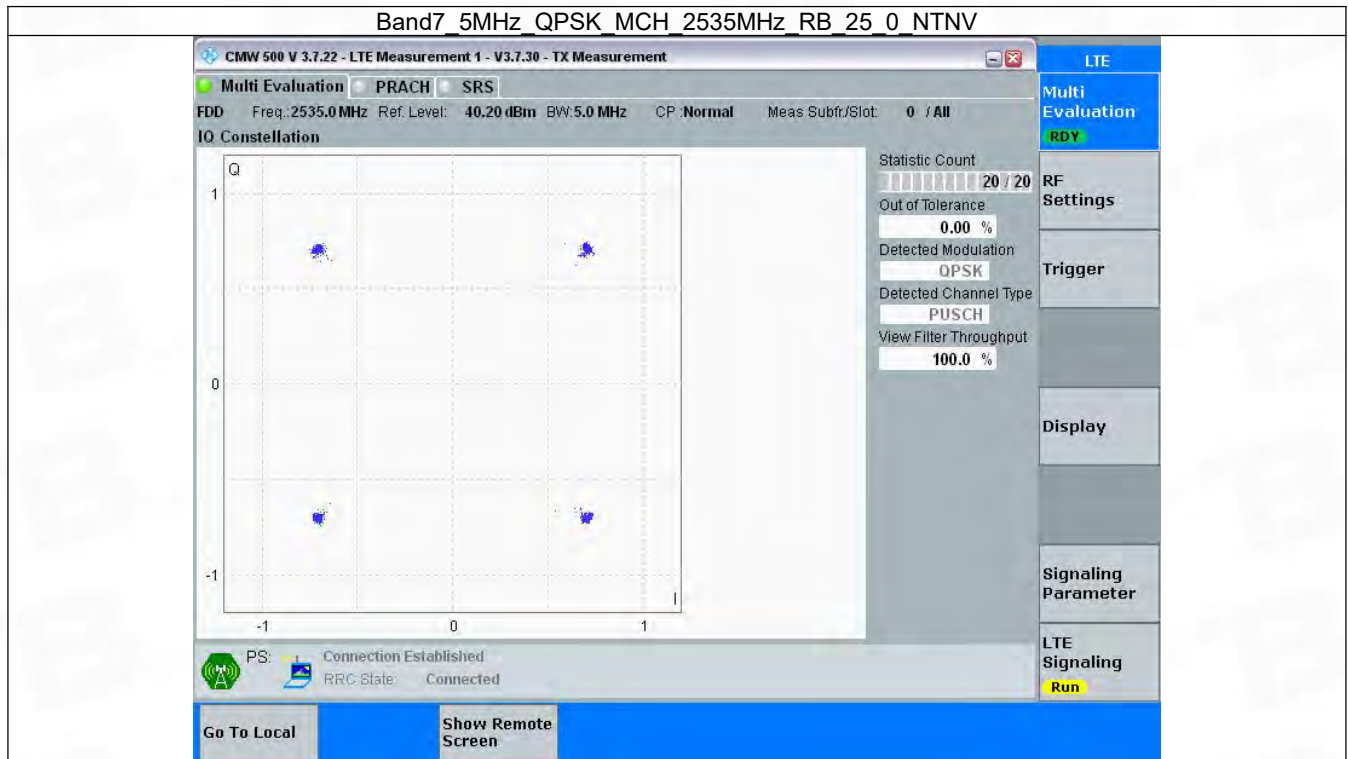 Band7_5MHz_QPSK_MCH_2535MHz_RB_25_0_NTNV
CMW 500 V 3.7.22 - LTE Measurement 1 - V3.7.30 - TX Measurement
LTE
Multi Evaluation PRACH SRS
Multi
Evaluation
RDY
FDD Freq.:2535.0 MHz Ref. Level: 40.20 dBm BW:5.0 MHz CP :Normal Meas Subfr./Slot: 0 / All
IQ Constellation
Q
1
0
-1
I
-1 0 1
Statistic Count
20 / 20
Out of Tolerance
0.00 %
Detected Modulation
QPSK
Detected Channel Type
PUSCH
View Filter Throughput
100.0 %
RF
Settings
Trigger
Display
Signaling
Parameter
LTE
Signaling
Run
PS: Connection Established
RRC State: Connected
Go To Local
Show Remote
Screen